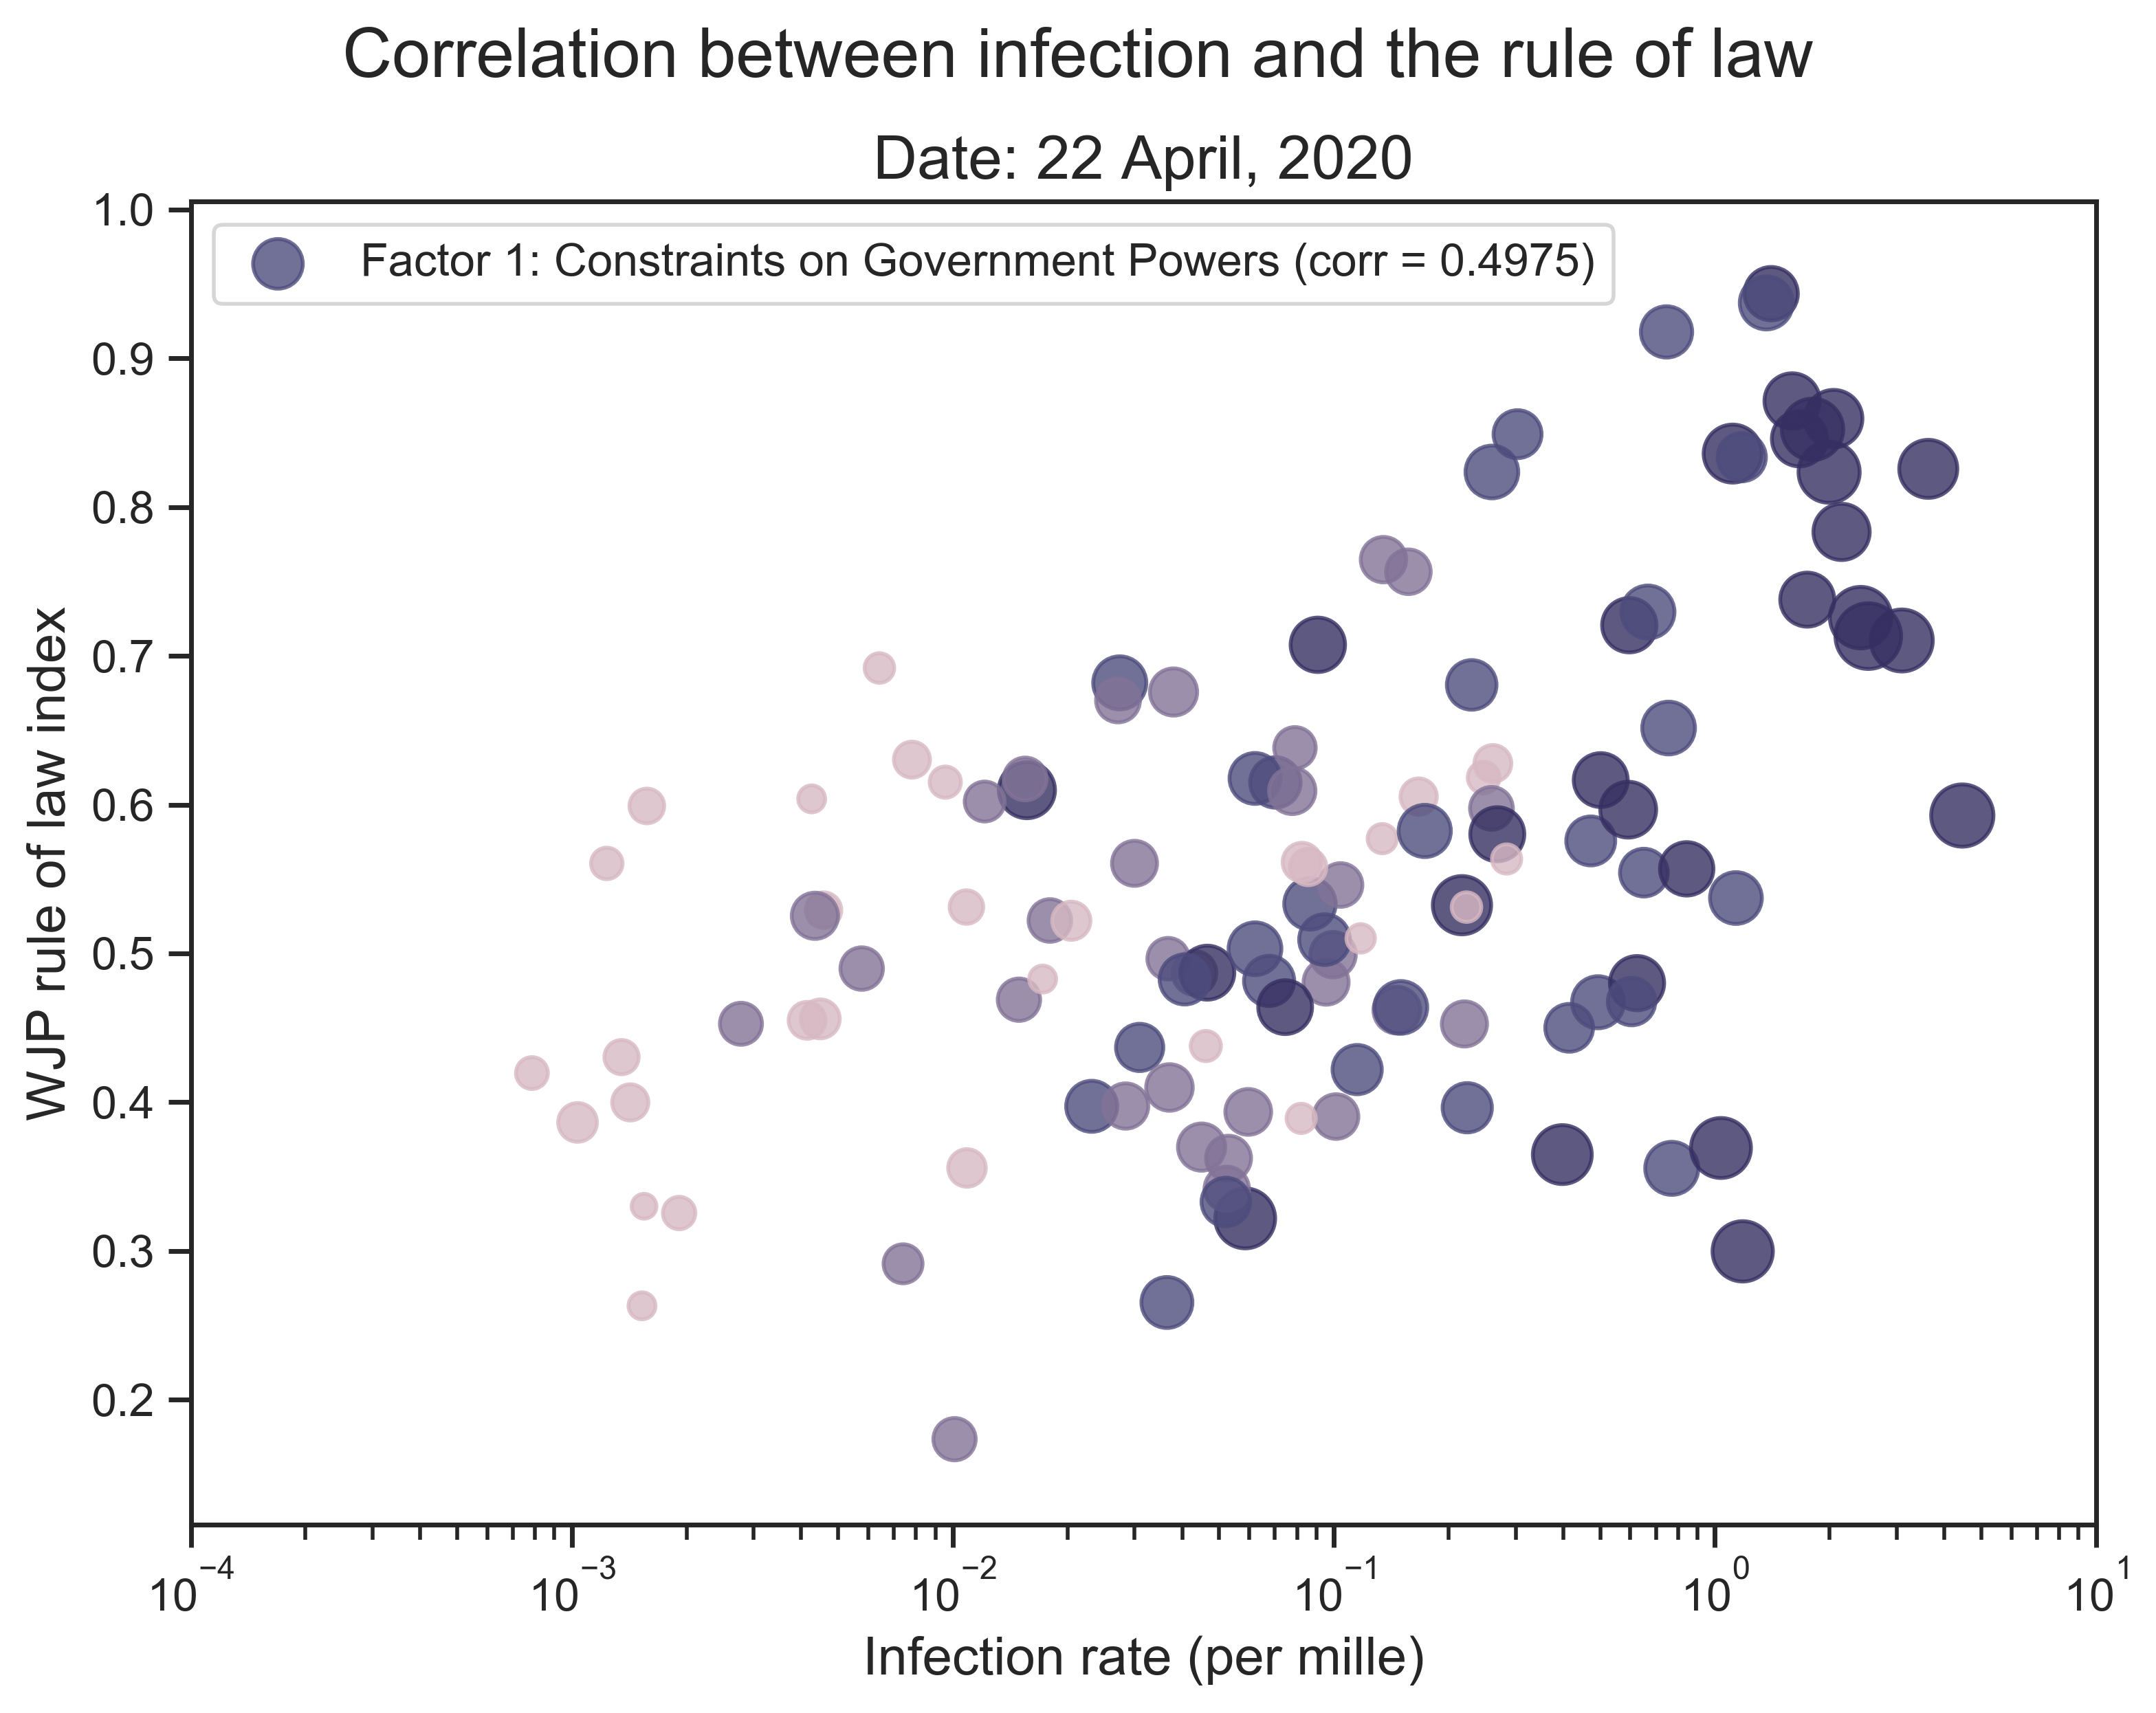 Correlation between infection and the rule of law
Date: 22 April, 2020
Factor 1: Constraints on Government Powers (corr = 0.4975)
WJP rule of law index
1.0
0.9
0.8
0.7
0.6
0.5
0.4
0.3
0.2
10⁻⁴ 10⁻³ 10⁻² 10⁻¹ 10⁰ 10¹
Infection rate (per mille)